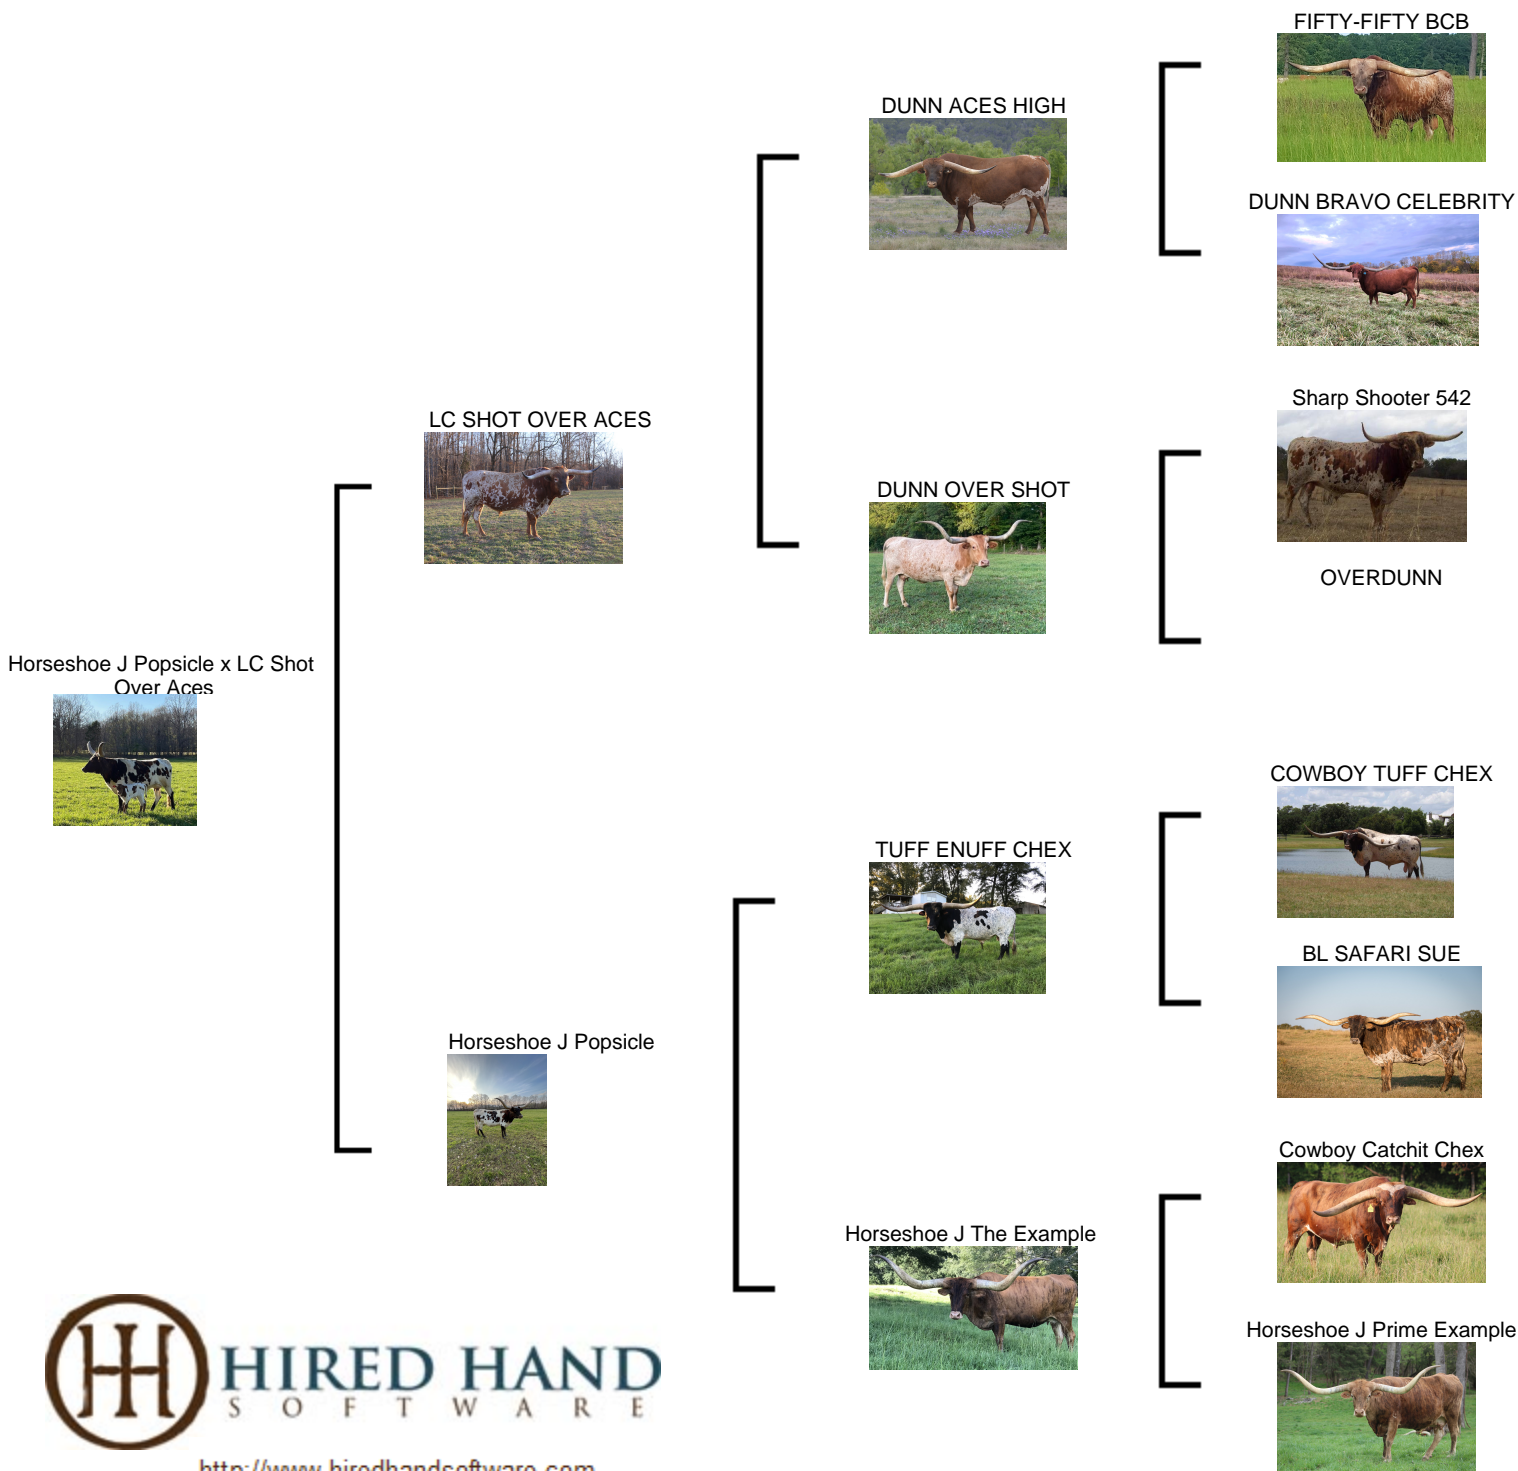 FIFTY-FIFTY BCB
DUNN ACES HIGH
DUNN BRAVO CELEBRITY
Sharp Shooter 542
LC SHOT OVER ACES
DUNN OVER SHOT
OVERDUNN
Horseshoe J Popsicle x LC Shot
Over Aces
COWBOY TUFF CHEX
TUFF ENUFF CHEX
BL SAFARI SUE
Horseshoe J Popsicle
Cowboy Catchit Chex
Horseshoe J The Example
Horseshoe J Prime Example
HIRED HAND
SOFTWARE
http://www.hiredhandsoftware.com